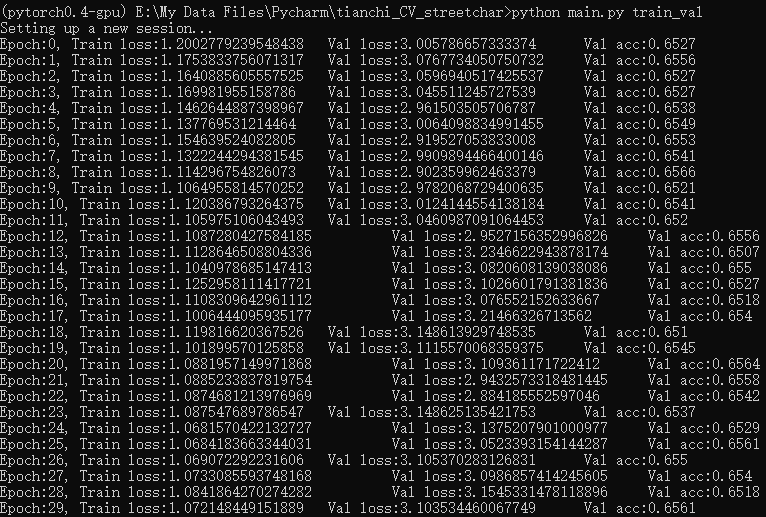 (pytorch0.4-gpu) E:\My Data Files\Pycharm\tianchi_CV_streetchar>python main.py train_val
Setting up a new session...
Epoch:0, Train loss:1.2002779239548438 Val loss:3.005786657333374 Val acc:0.6527
Epoch:1, Train loss:1.1753833756071317 Val loss:3.0767734050750732 Val acc:0.6556
Epoch:2, Train loss:1.1640885605557525 Val loss:3.0596940517425537 Val acc:0.6527
Epoch:3, Train loss:1.169981955158786 Val loss:3.045511245727539 Val acc:0.6527
Epoch:4, Train loss:1.1462644887398967 Val loss:2.961503505706787 Val acc:0.6538
Epoch:5, Train loss:1.137769531214464 Val loss:3.0064098834991455 Val acc:0.6549
Epoch:6, Train loss:1.154639524082805 Val loss:2.919527053833008 Val acc:0.6553
Epoch:7, Train loss:1.1322244294381545 Val loss:2.9909894466400146 Val acc:0.6541
Epoch:8, Train loss:1.114296754826073 Val loss:2.902359962463379 Val acc:0.6566
Epoch:9, Train loss:1.1064955814570252 Val loss:2.9782068729400635 Val acc:0.6521
Epoch:10, Train loss:1.120386793264375 Val loss:3.0124144554138184 Val acc:0.6541
Epoch:11, Train loss:1.105975106043493 Val loss:3.0460987091064453 Val acc:0.652
Epoch:12, Train loss:1.1087280427584185 Val loss:2.9527156352996826 Val acc:0.6556
Epoch:13, Train loss:1.1128646508804336 Val loss:3.2346622943878174 Val acc:0.6507
Epoch:14, Train loss:1.1040978685147413 Val loss:3.0820608139038086 Val acc:0.655
Epoch:15, Train loss:1.1252958111417721 Val loss:3.1026601791381836 Val acc:0.6527
Epoch:16, Train loss:1.1108309642961112 Val loss:3.076552152633667 Val acc:0.6518
Epoch:17, Train loss:1.1006444095935177 Val loss:3.21466326713562 Val acc:0.654
Epoch:18, Train loss:1.119816620367526 Val loss:3.148613929748535 Val acc:0.651
Epoch:19, Train loss:1.101899570125858 Val loss:3.1115570068359375 Val acc:0.6545
Epoch:20, Train loss:1.0881957149971868 Val loss:3.109361171722412 Val acc:0.6564
Epoch:21, Train loss:1.0885233837819754 Val loss:2.9432573318481445 Val acc:0.6558
Epoch:22, Train loss:1.0874681213976969 Val loss:2.884185552597046 Val acc:0.6542
Epoch:23, Train loss:1.087547689786547 Val loss:3.148625135421753 Val acc:0.6537
Epoch:24, Train loss:1.0681570422132727 Val loss:3.1375207901000977 Val acc:0.6529
Epoch:25, Train loss:1.0684183663344031 Val loss:3.0523393154144287 Val acc:0.6561
Epoch:26, Train loss:1.069072292231606 Val loss:3.105370283126831 Val acc:0.655
Epoch:27, Train loss:1.0733085593748168 Val loss:3.0986857414245605 Val acc:0.654
Epoch:28, Train loss:1.0841864270274282 Val loss:3.1545331478118896 Val acc:0.6518
Epoch:29, Train loss:1.072148449151889 Val loss:3.103534460067749 Val acc:0.6561